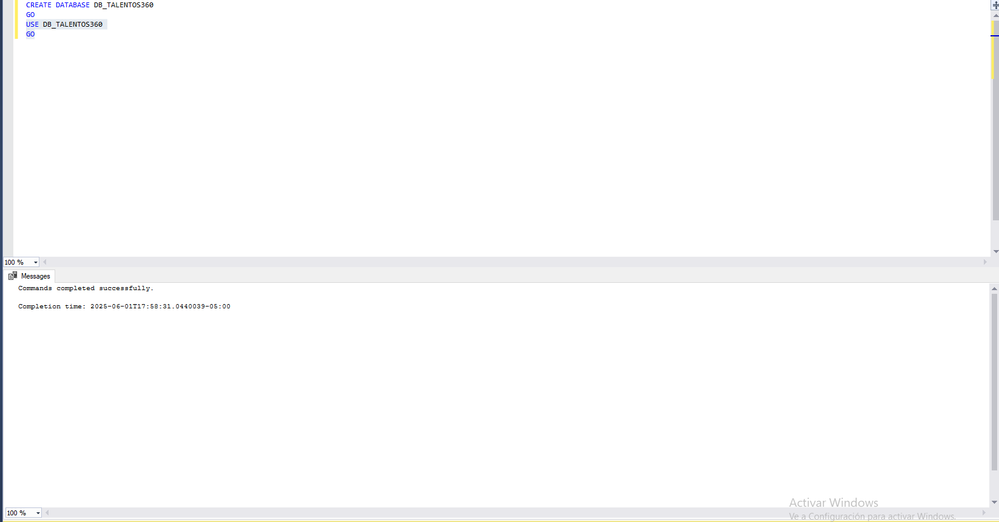 CREATE DATABASE DB_TALENTOS360
GO
USE DB_TALENTOS360
GO
100 %
Messages
Commands completed successfully.
Completion time: 2025-06-01T17:58:31.0440039-05:00
Activar Windows
Ve a Configuración para activar Windows.
100 %